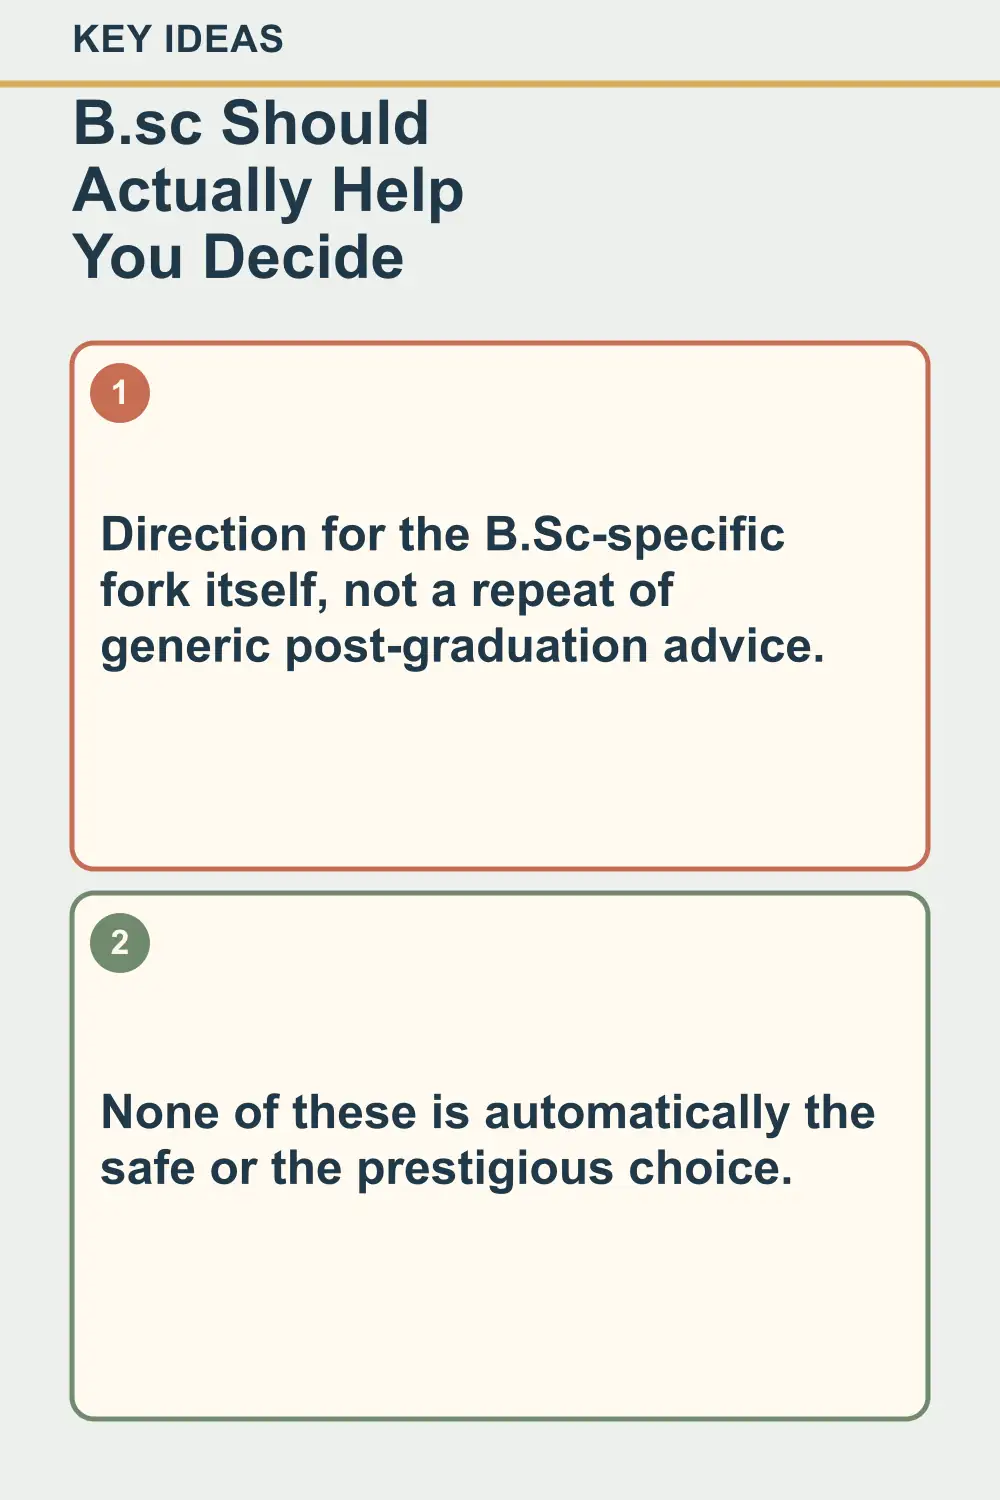 KEY IDEAS
B.sc Should
Actually Help
You Decide
1
Direction for the B.Sc-specific
fork itself, not a repeat of
generic post-graduation advice.
2
None of these is automatically the
safe or the prestigious choice.